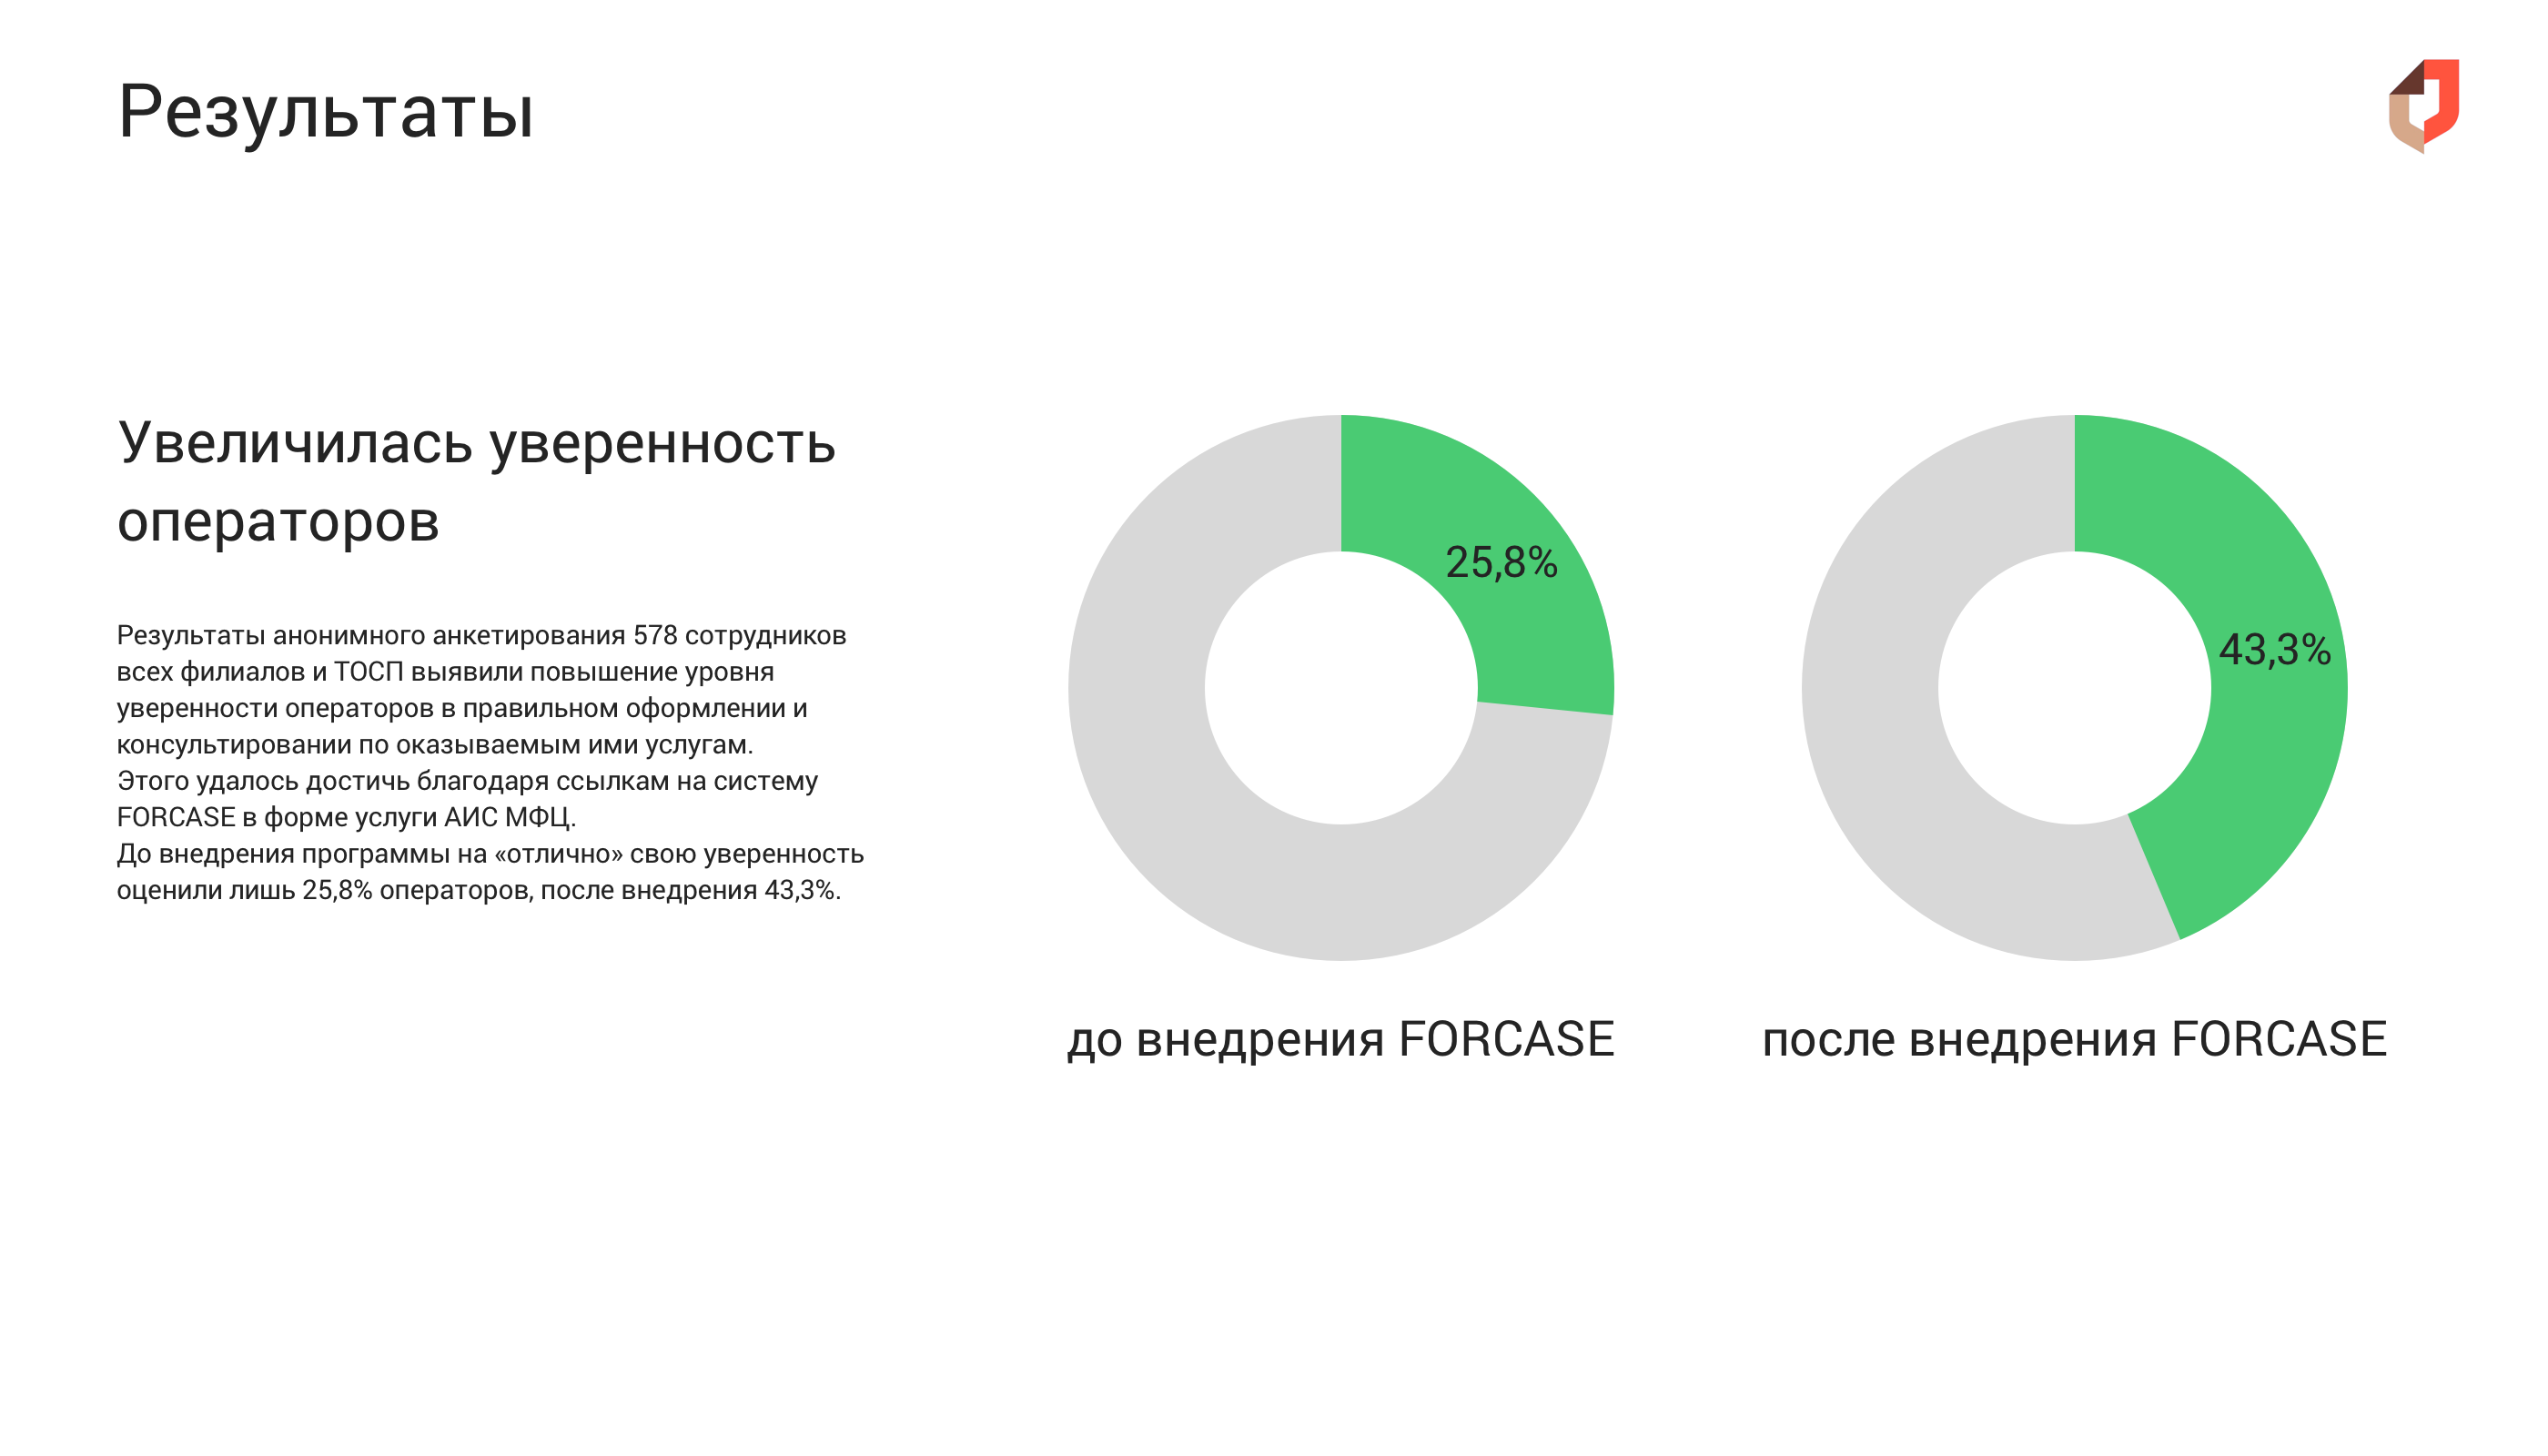 Результаты
Увеличилась уверенность
операторов
Результаты анонимного анкетирования 578 сотрудников
всех филиалов и ТОСП выявили повышение уровня
уверенности операторов в правильном оформлении и
консультировании по оказываемым ими услугам.
Этого удалось достичь благодаря ссылкам на систему
FORCASE в форме услуги АИС МФЦ.
До внедрения программы на «отлично» свою уверенность
оценили лишь 25,8% операторов, после внедрения 43,3%.
25,8%
до внедрения FORCASE
43,3%
после внедрения FORCASE